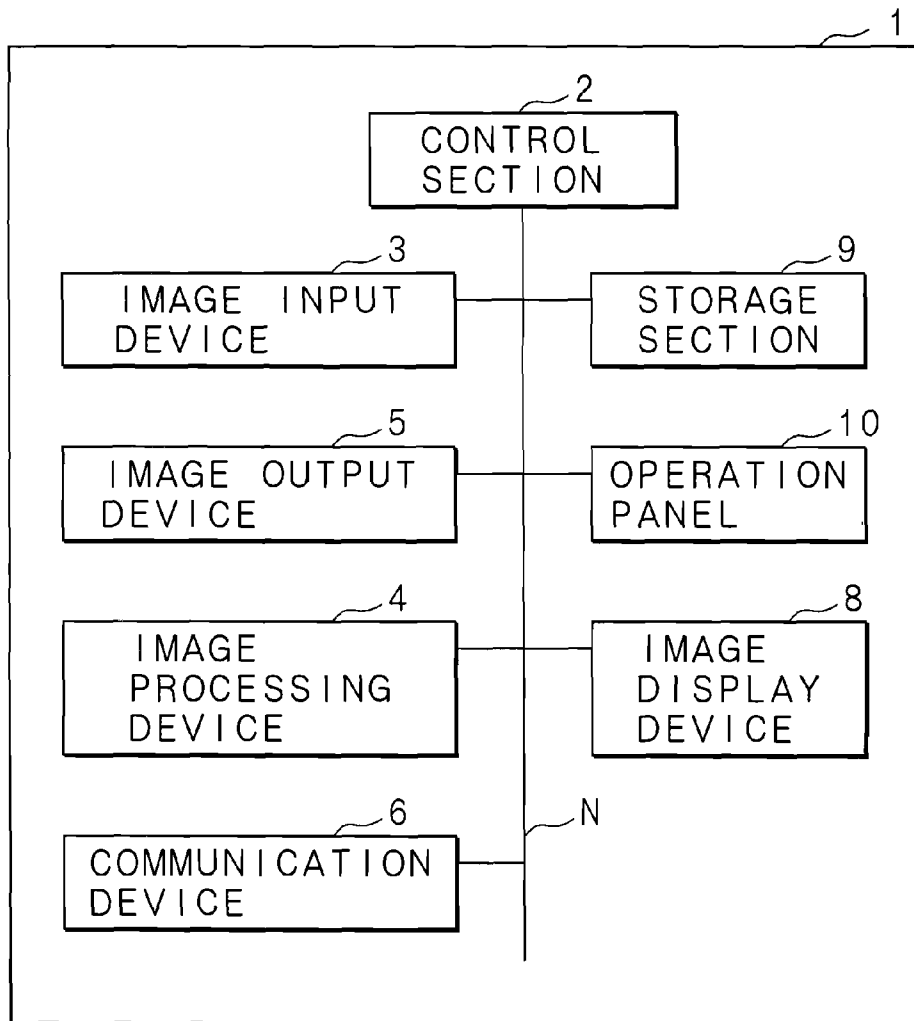 1
2
CONTROL
SECTION
3
IMAGE INPUT
DEVICE
9
STORAGE
SECTION
5
IMAGE OUTPUT
DEVICE
10
OPERATION
PANEL
4
IMAGE
PROCESSING
DEVICE
8
IMAGE
DISPLAY
DEVICE
6
COMMUNICATION
DEVICE
N